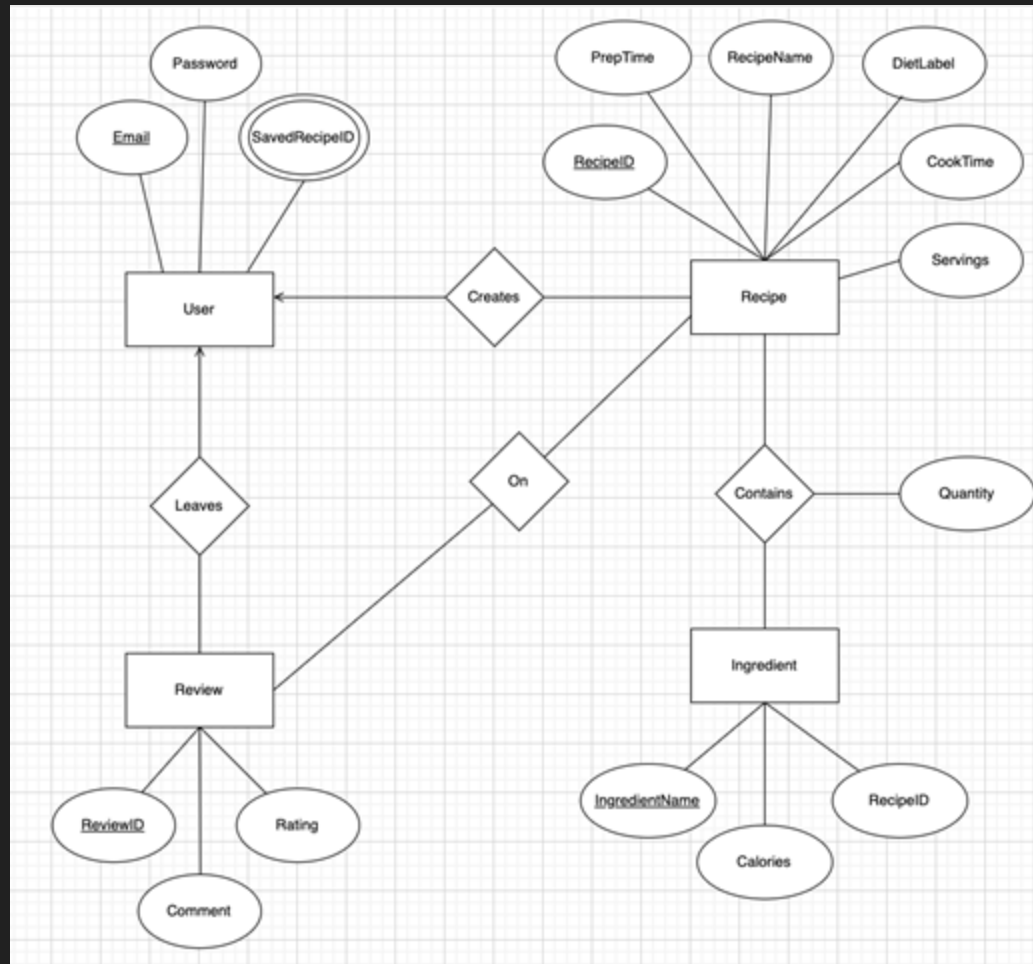 Password
Email
SavedRecipeID
PrepTime
RecipeName
DietLabel
RecipeID
CookTime
Servings
User
Creates
Recipe
Leaves
On
Contains
Quantity
Review
Ingredient
ReviewID
Rating
Comment
IngredientName
RecipeID
Calories